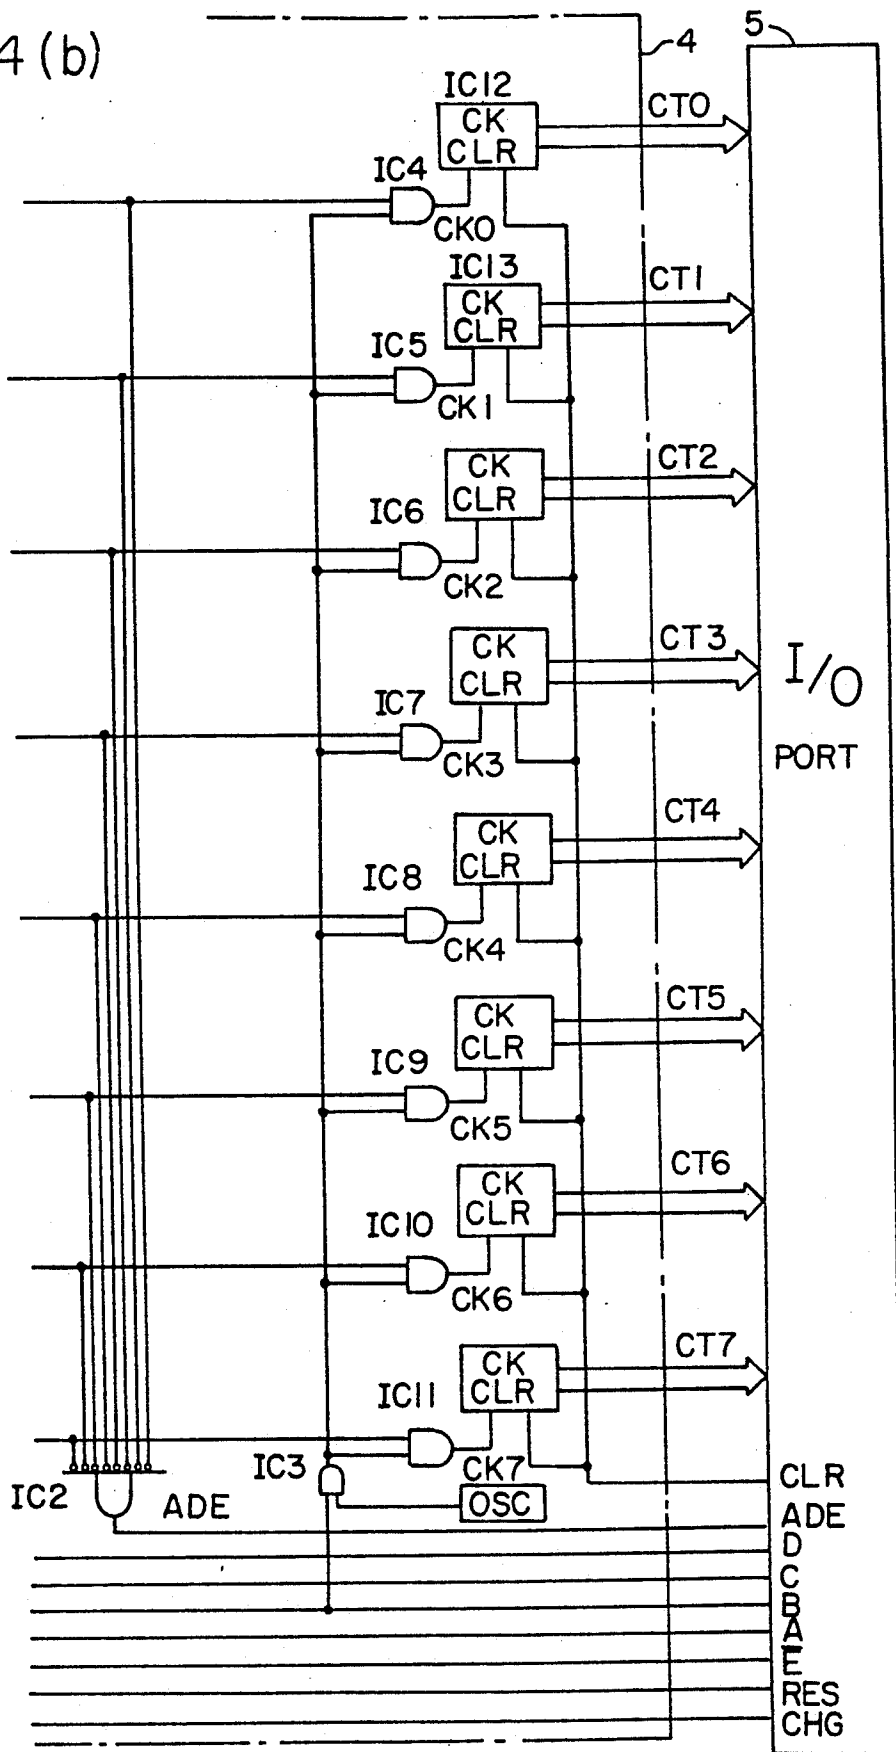 4 (b)
4
5
IC12
CK
CLR
CT0
IC4
CK0
IC13
CK
CLR
CT1
IC5
CK1
CK
CLR
CT2
IC6
CK2
CK
CLR
CT3
I/O
PORT
IC7
CK3
CK
CLR
CT4
IC8
CK4
CK
CLR
CT5
IC9
CK5
CK
CLR
CT6
IC10
CK6
CK
CLR
CT7
IC11
CK7
IC3
OSC
IC2
ADE
CLR
ADE
D
C
B
A
E
RES
CHG